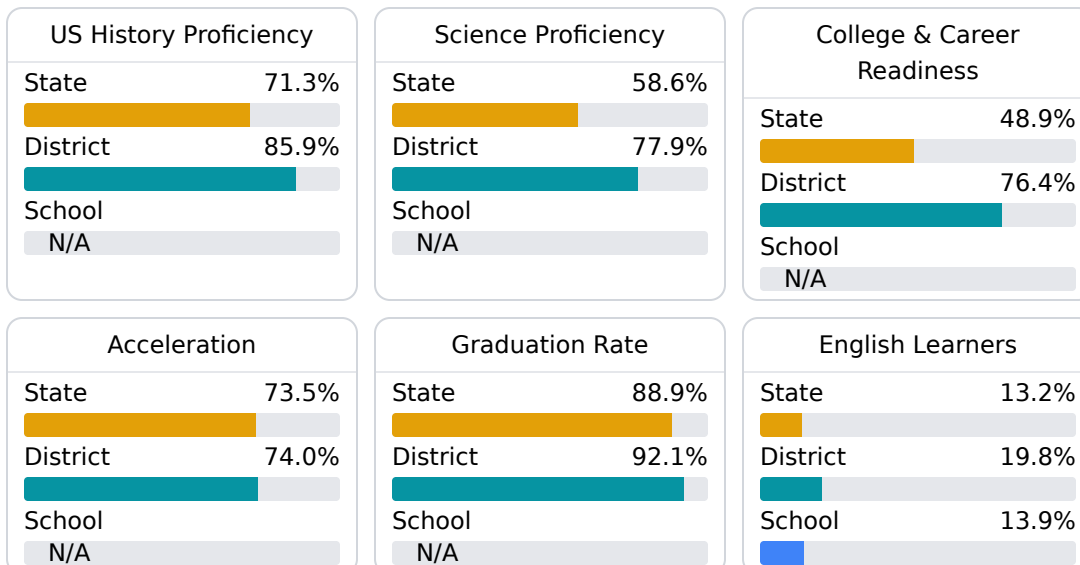 US History Proficiency
State 71.3%
District 85.9%
School
N/A
Science Proficiency
State 58.6%
District 77.9%
School
N/A
College & Career
Readiness
State 48.9%
District 76.4%
School
N/A
Acceleration
State 73.5%
District 74.0%
School
N/A
Graduation Rate
State 88.9%
District 92.1%
School
N/A
English Learners
State 13.2%
District 19.8%
School 13.9%